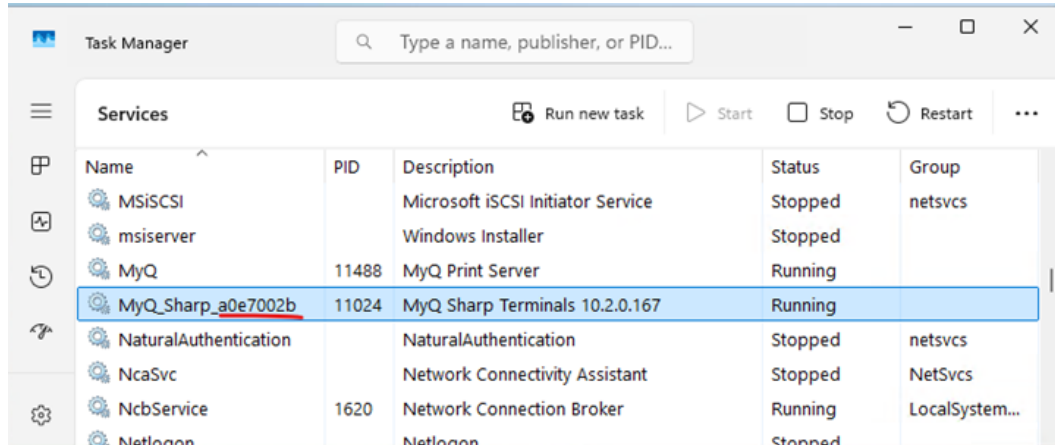 Task Manager Type a name, publisher, or PID...
Services Run new task Start Stop Restart ...
Name PID Description Status Group
MSiSCSI Microsoft iSCSI Initiator Service Stopped netsvcs
msiserver Windows Installer Stopped
MyQ 11488 MyQ Print Server Running
MyQ_Sharp_a0e7002b 11024 MyQ Sharp Terminals 10.2.0.167 Running
NaturalAuthentication NaturalAuthentication Stopped netsvcs
NcaSvc Network Connectivity Assistant Stopped NetSvcs
NcbService 1620 Network Connection Broker Running LocalSystem...
Netlogon Netlogon Stopped